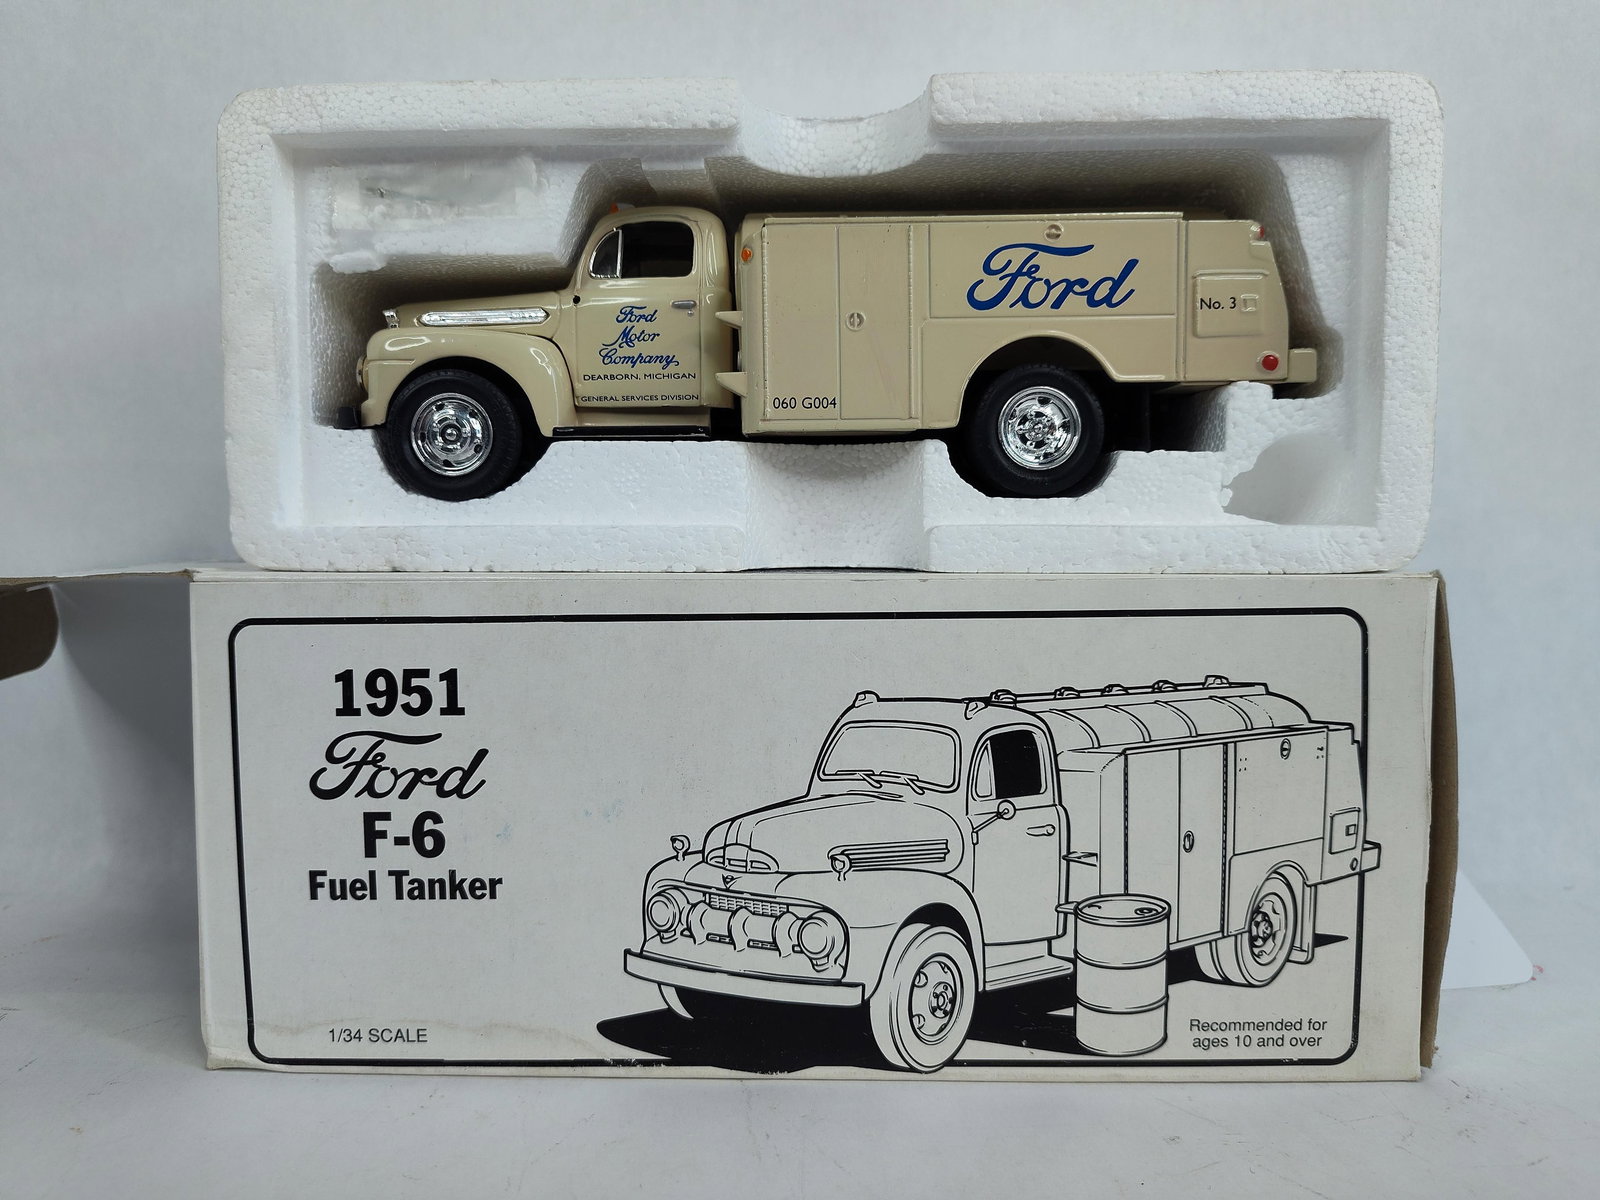 Ford
Motor
Company
DEARBORN, MICHIGAN
GENERAL SERVICES DIVISION
060 G004
Ford
No. 3
1951
Ford
F-6
Fuel Tanker
1/34 SCALE
Recommended for
ages 10 and over